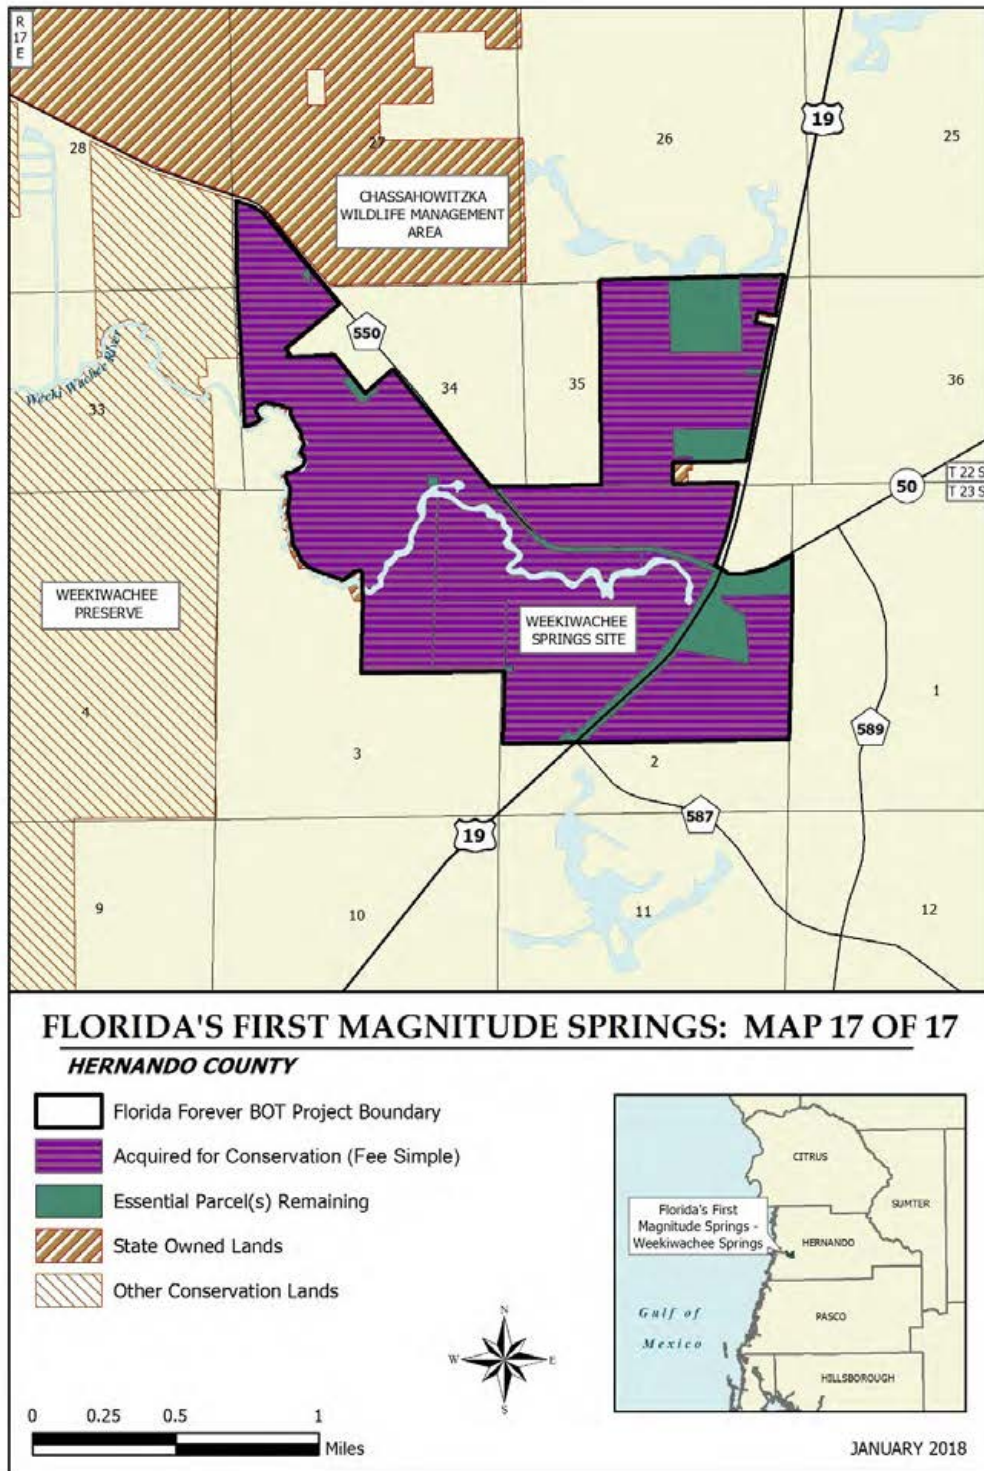 R
17
E
19
28
27
26
25
CHASSAHOWITZKA
WILDLIFE MANAGEMENT
AREA
550
Weeki Wachee River
33
34
35
36
T 22 S
50
T 23 S
WEEKIWACHEE
PRESERVE
WEEKIWACHEE
SPRINGS SITE
4
3
2
1
589
587
19
9
10
11
12
FLORIDA'S FIRST MAGNITUDE SPRINGS: MAP 17 OF 17
HERNANDO COUNTY
Florida Forever BOT Project Boundary
Acquired for Conservation (Fee Simple)
Essential Parcel(s) Remaining
State Owned Lands
Other Conservation Lands
N
W
E
S
0 0.25 0.5 1
Miles
CITRUS
SUMTER
Florida's First
Magnitude Springs -
Weekiwachee Springs
HERNANDO
PASCO
Gulf of
Mexico
HILLSBOROUGH
JANUARY 2018